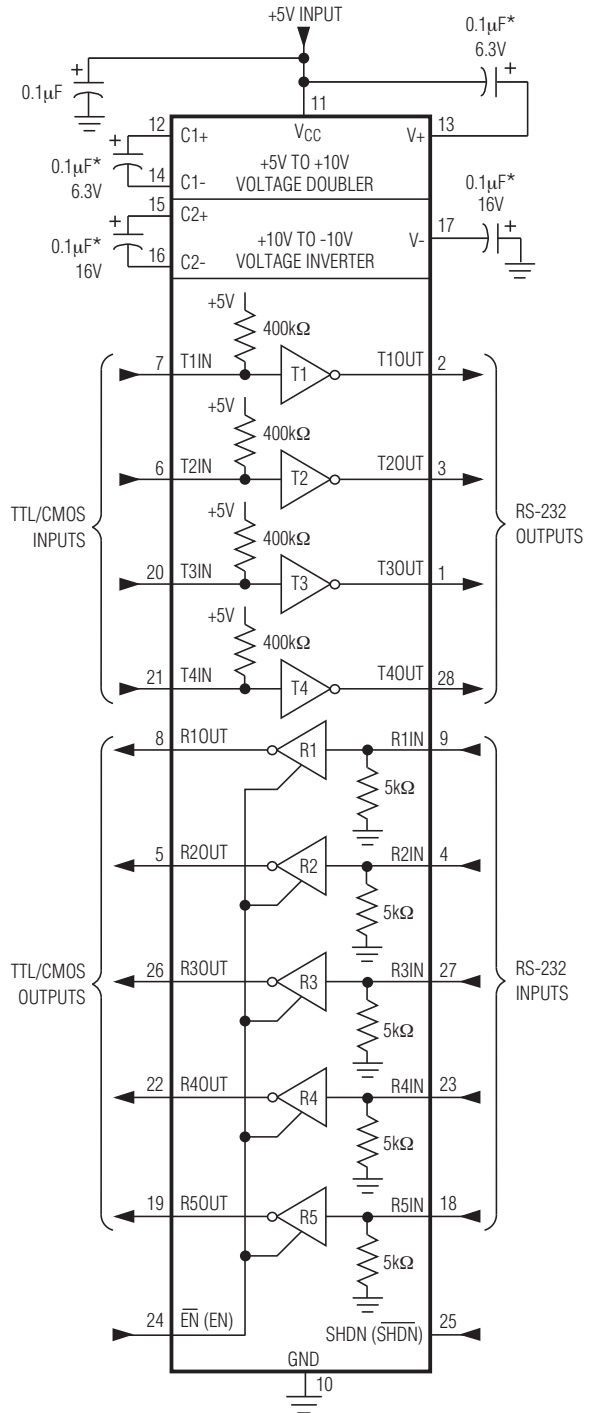 +5V INPUT
0.1μF*
6.3V
+
+
0.1μF
11
12
C1+
VCC
V+
13
+
0.1μF*
6.3V
14
C1-
+5V TO +10V
VOLTAGE DOUBLER
15
C2+
+
0.1μF*
16V
16
C2-
+10V TO -10V
VOLTAGE INVERTER
V-
17
0.1μF*
16V
+
+5V
400kΩ
7
T1IN
T1
T1OUT
2
+5V
400kΩ
6
T2IN
T2
T2OUT
3
TTL/CMOS
INPUTS
RS-232
OUTPUTS
+5V
400kΩ
20
T3IN
T3
T3OUT
1
+5V
400kΩ
21
T4IN
T4
T4OUT
28
8
R1OUT
R1
R1IN
9
5kΩ
5
R2OUT
R2
R2IN
4
5kΩ
TTL/CMOS
OUTPUTS
RS-232
INPUTS
26
R3OUT
R3
R3IN
27
5kΩ
22
R4OUT
R4
R4IN
23
5kΩ
19
R5OUT
R5
R5IN
18
5kΩ
24
E̅N̅ (EN)
SHDN (S̅H̅D̅N̅)
25
GND
10